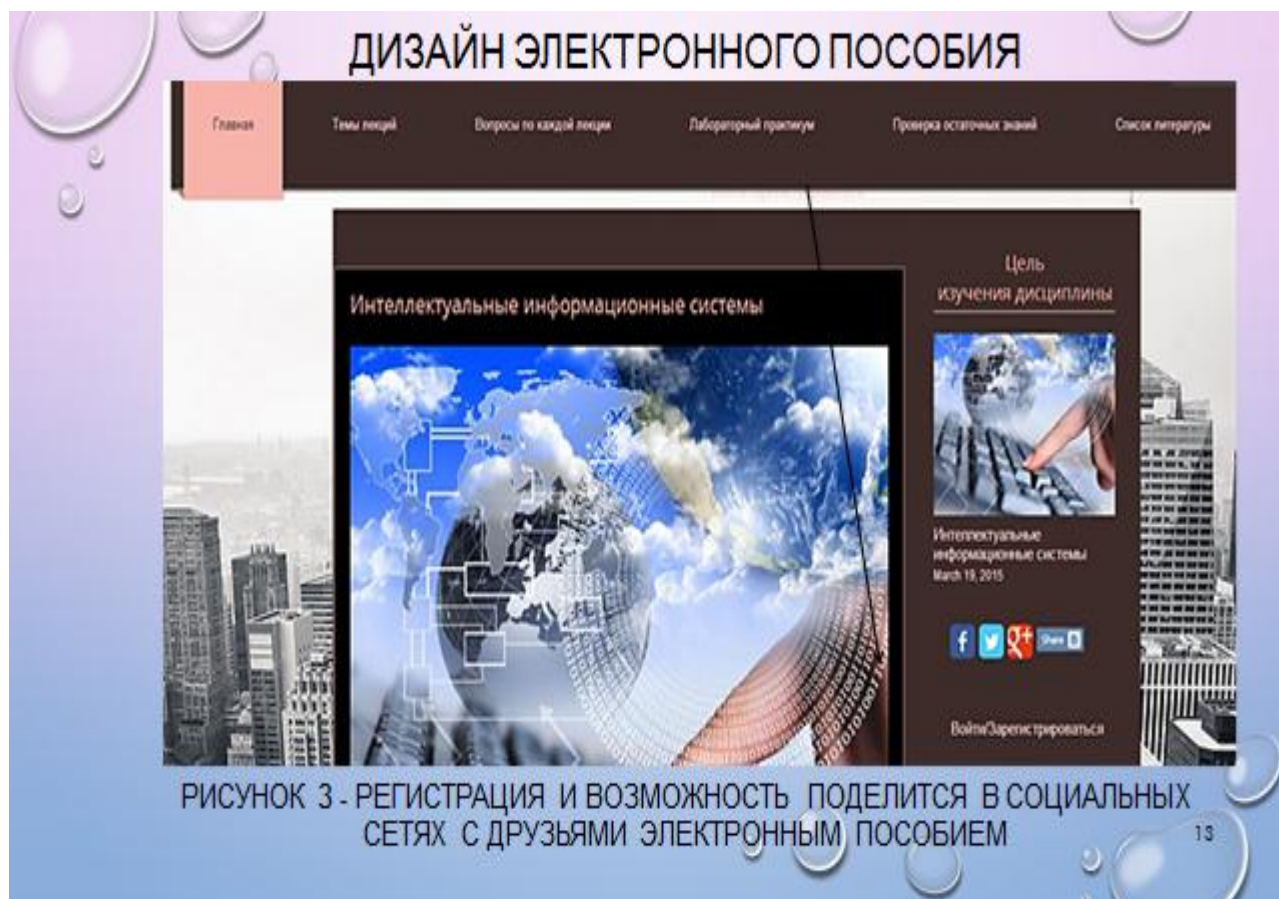 ДИЗАЙН ЭЛЕКТРОННОГО ПОСОБИЯ
Главная
Темы лекций
Вопросы по каждой лекции
Лабораторный практикум
Проверка остаточных знаний
Список литературы
Цель
изучения дисциплины
Интеллектуальные информационные системы
Интеллектуальные
информационные системы
March 19, 2015
Share
Войти/Зарегистрироваться
РИСУНОК 3 - РЕГИСТРАЦИЯ И ВОЗМОЖНОСТЬ ПОДЕЛИТСЯ В СОЦИАЛЬНЫХ
СЕТЯХ С ДРУЗЬЯМИ ЭЛЕКТРОННЫМ ПОСОБИЕМ
13